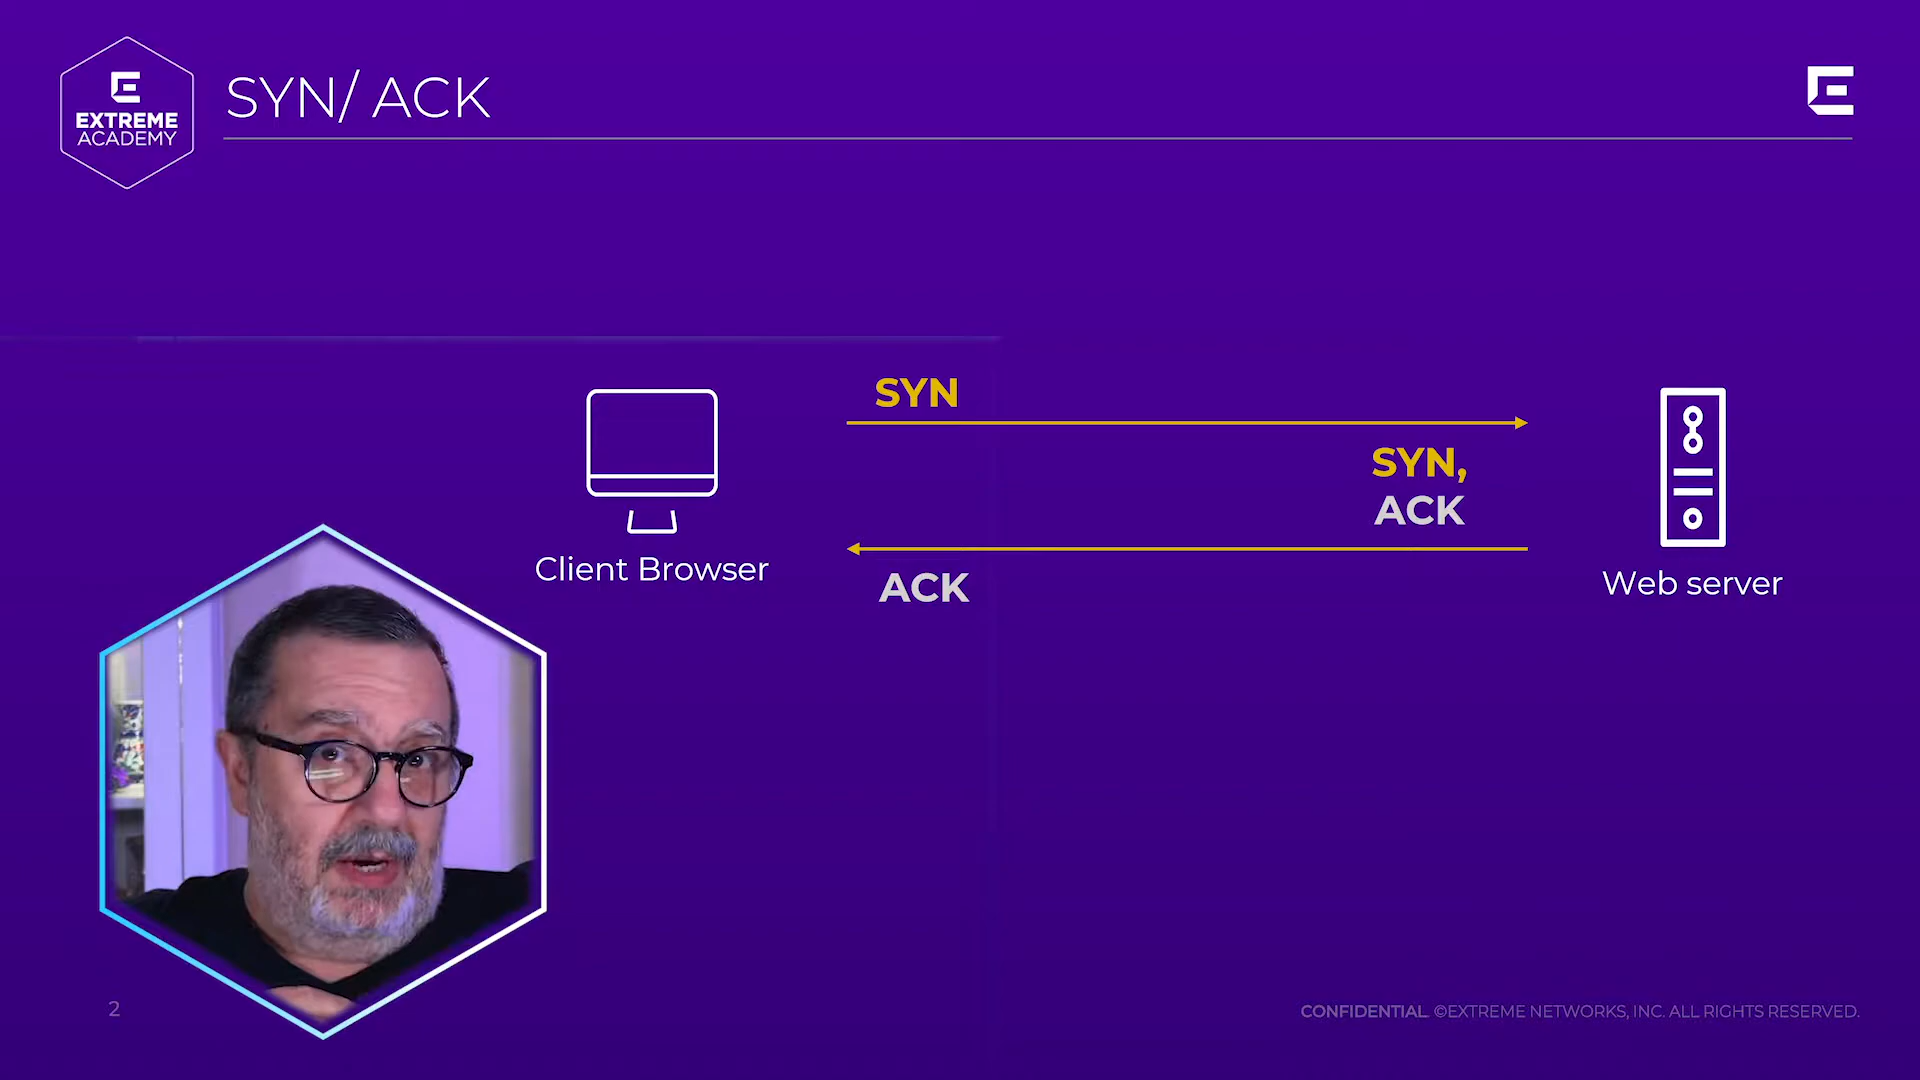 EXTREME
ACADEMY
SYN/ ACK
SYN
SYN,
ACK
ACK
Client Browser
Web server
2
CONFIDENTIAL. ©EXTREME NETWORKS, INC. ALL RIGHTS RESERVED.